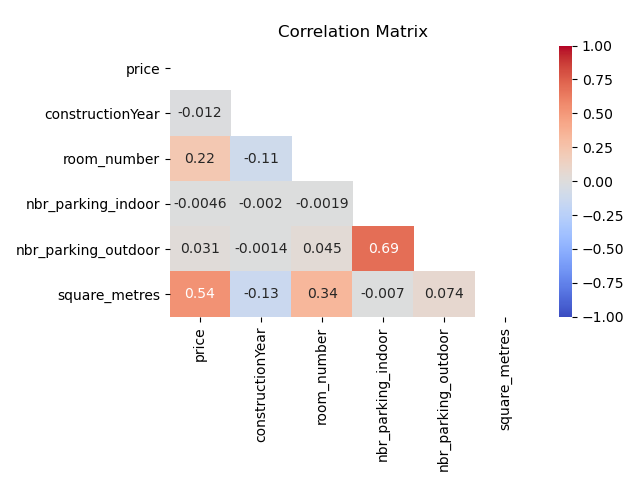 Correlation Matrix
price
constructionYear -0.012
room_number 0.22 -0.11
nbr_parking_indoor -0.0046 -0.002 -0.0019
nbr_parking_outdoor 0.031 -0.0014 0.045 0.69
square_metres 0.54 -0.13 0.34 -0.007 0.074
price
constructionYear
room_number
nbr_parking_indoor
nbr_parking_outdoor
square_metres
1.00
0.75
0.50
0.25
0.00
−0.25
−0.50
−0.75
−1.00